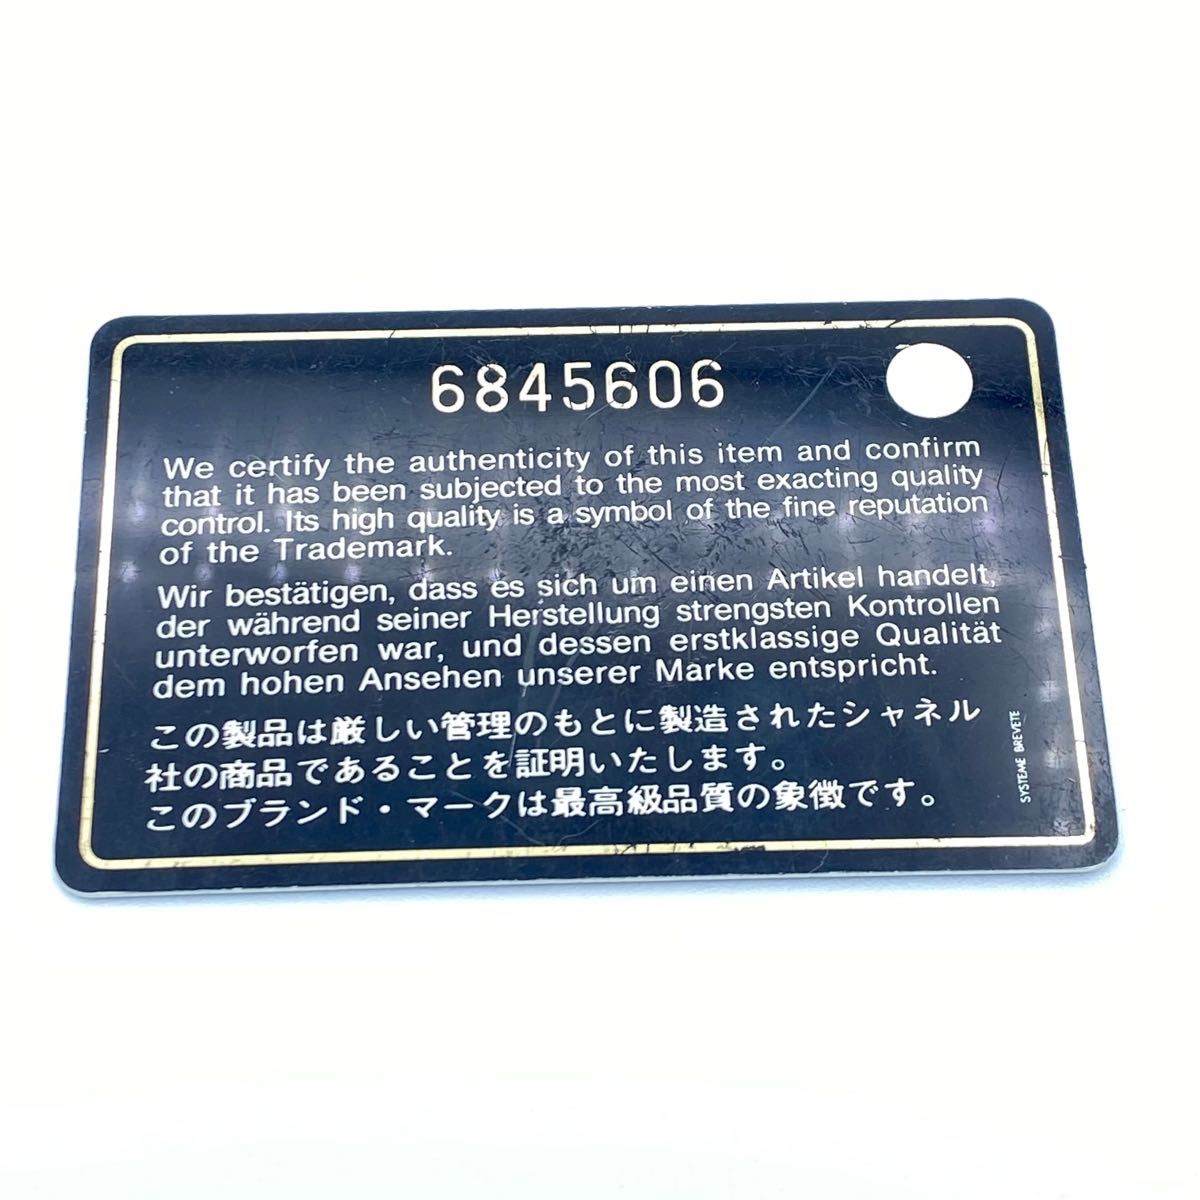 6845606
We certify the authenticity of this item and confirm
that it has been subjected to the most exacting quality
control. Its high quality is a symbol of the fine reputation
of the Trademark.
Wir bestätigen, dass es sich um einen Artikel handelt,
der während seiner Herstellung strengsten Kontrollen
unterworfen war, und dessen erstklassige Qualität
dem hohen Ansehen unserer Marke entspricht.
この製品は厳しい管理のもとに製造されたシャネル
社の商品であることを証明いたします。
このブランド・マークは最高級品質の象徴です。
SYSTEME BREVETE